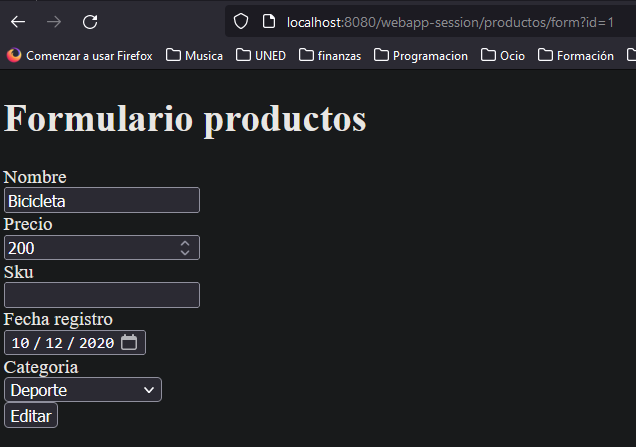 localhost:8080/webapp-session/productos/form?id=1
Comenzar a usar Firefox Musica UNED finanzas Programacion Ocio Formación
Formulario productos
Nombre
Bicicleta
Precio
200
Sku
Fecha registro
10 / 12 / 2020
Categoria
Deporte
Editar